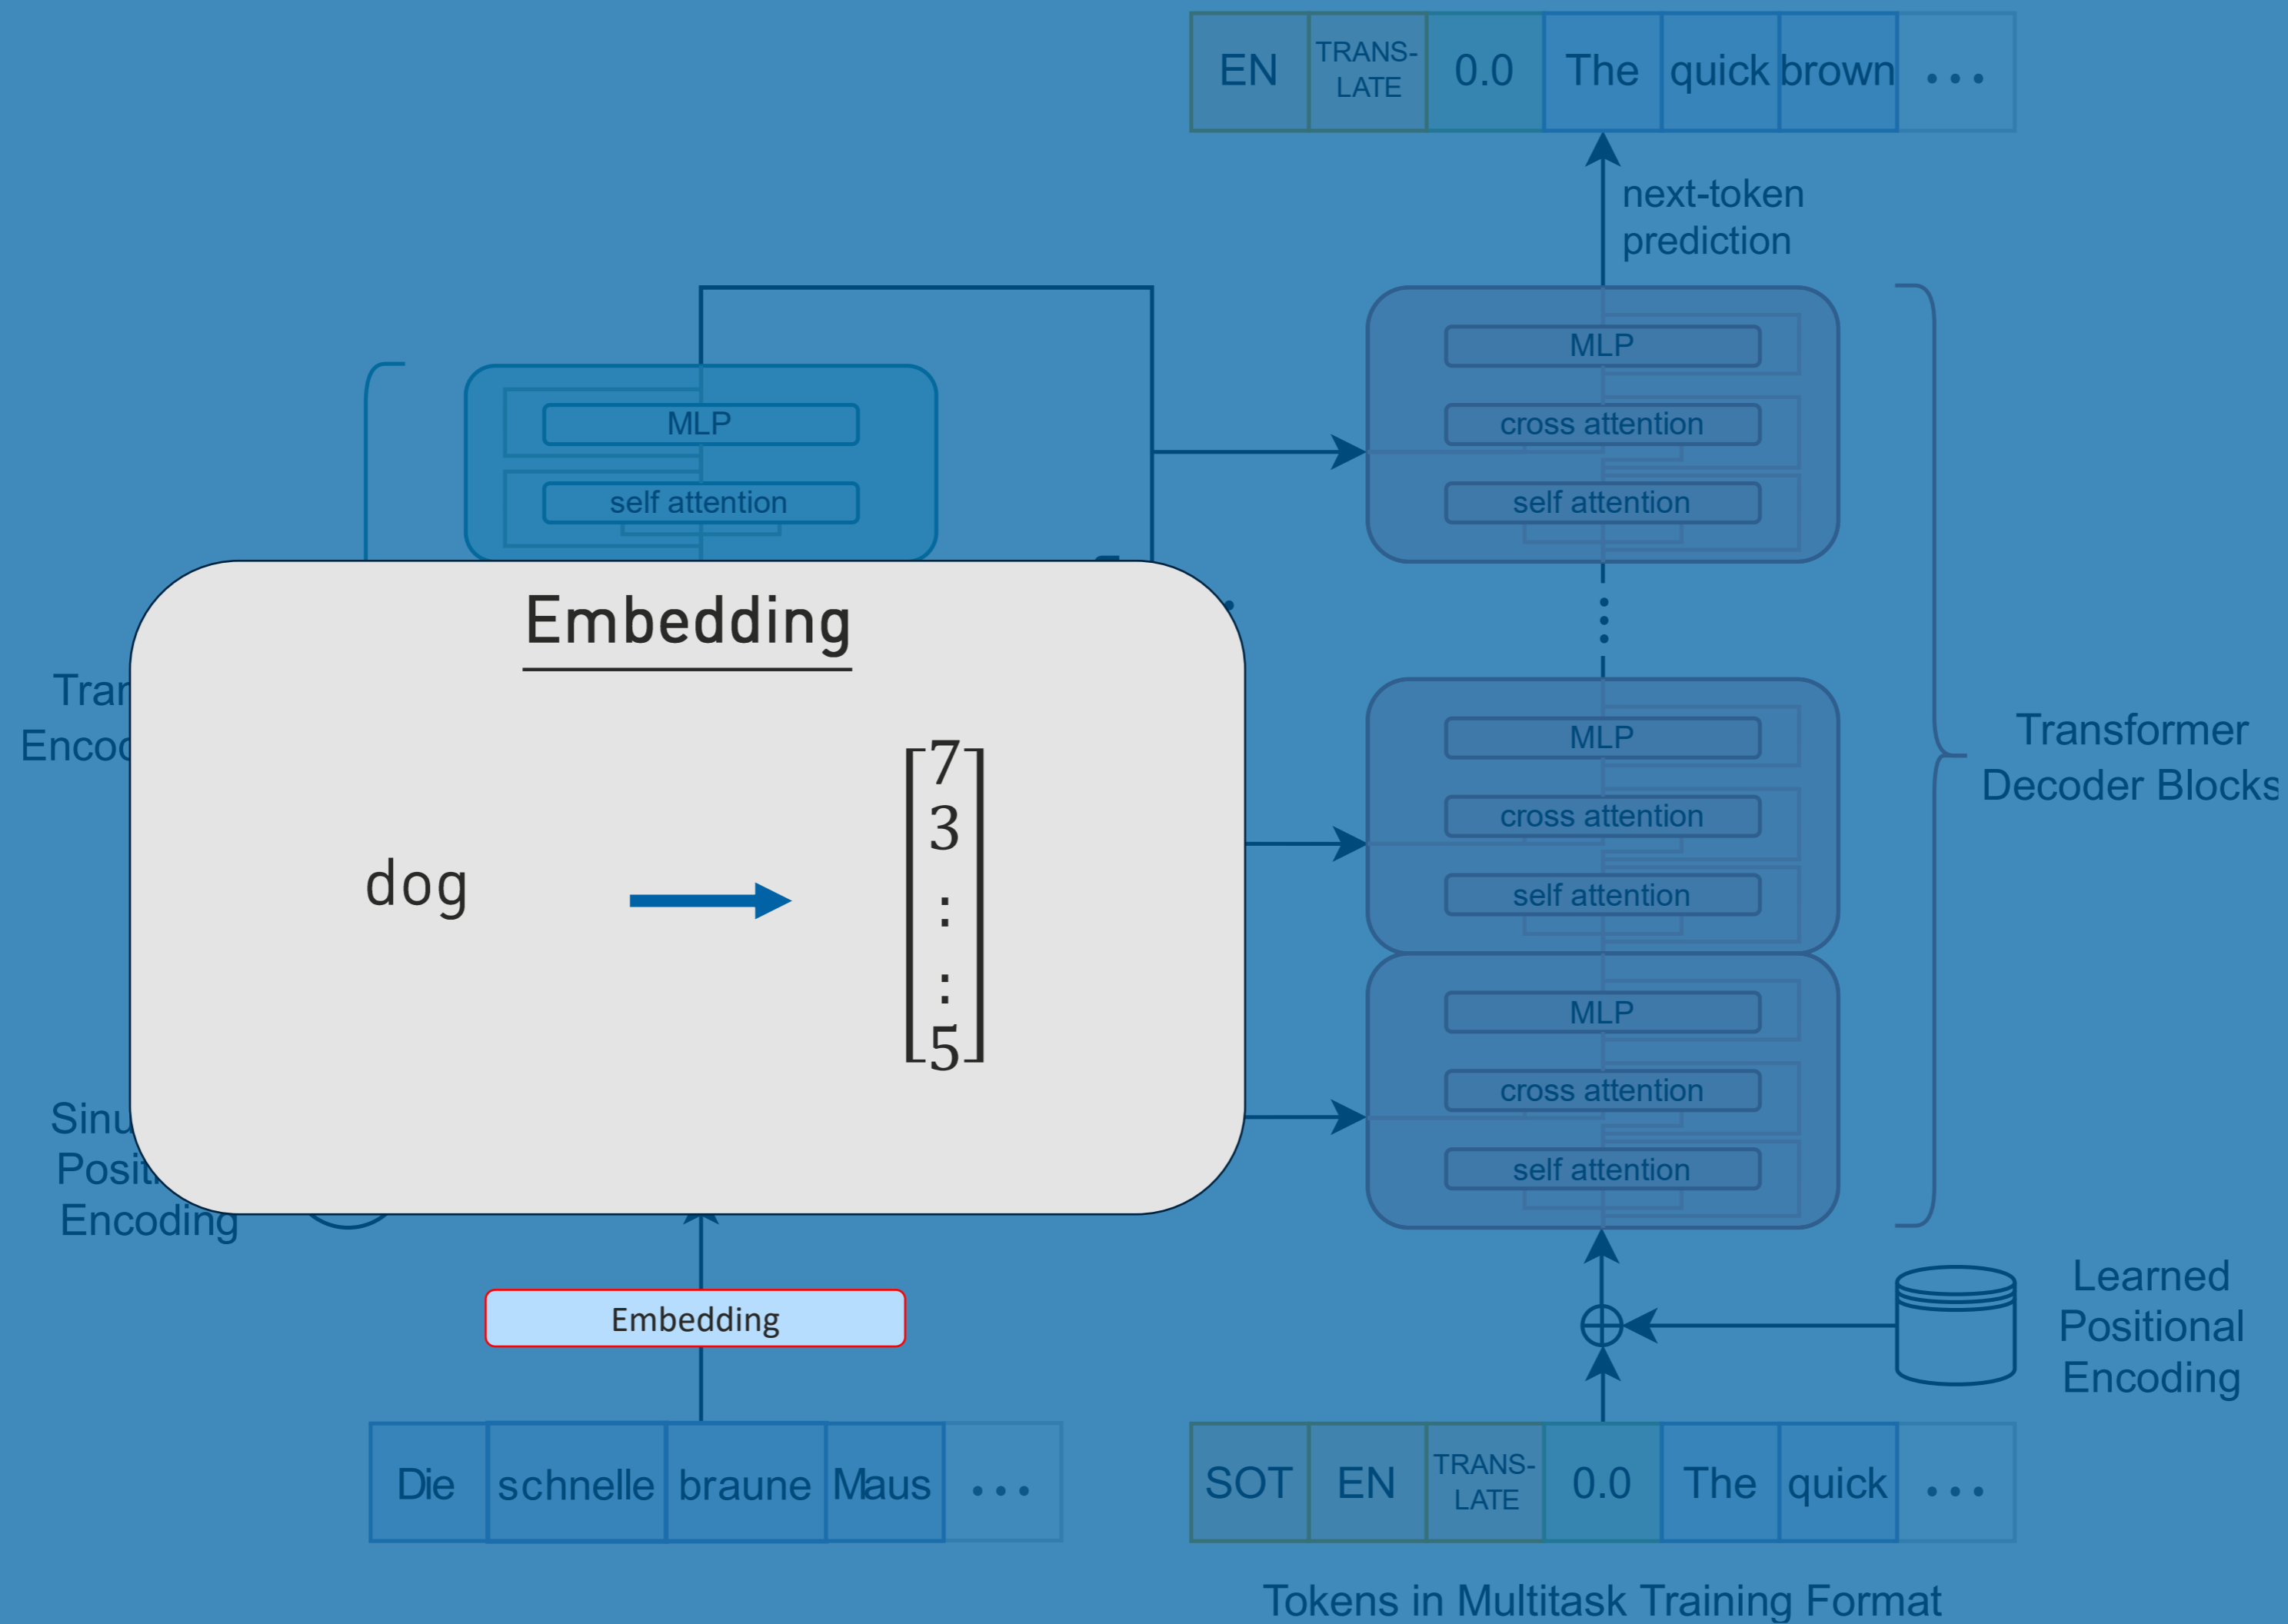 EN TRANS- LATE 0.0 The quick brown ...
next-token
prediction
MLP
cross attention
self attention
MLP
self attention
Embedding
dog
7
3
:
:
5
MLP
cross attention
self attention
MLP
cross attention
self attention
Transformer
Decoder Blocks
Encoding
Embedding
Learned
Positional
Encoding
Die schnelle braune Maus ...
SOT EN TRANS- LATE 0.0 The quick ...
Tokens in Multitask Training Format